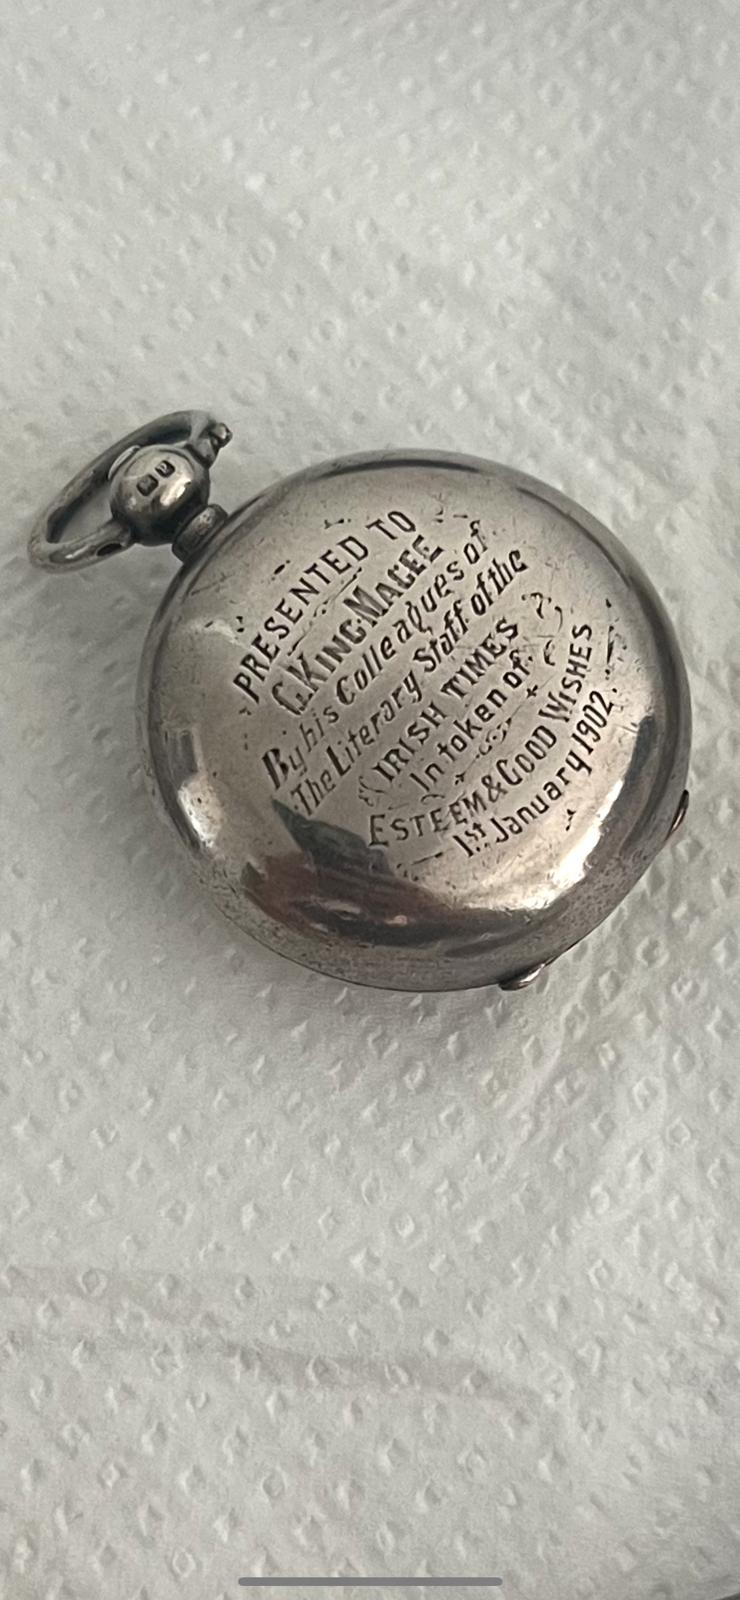 PRESENTED TO
G. KING-MAGEE
By his Colleagues of
The Literary Staff of the
IRISH TIMES
In token of
ESTEEM & GOOD WISHES
1st January 1902.